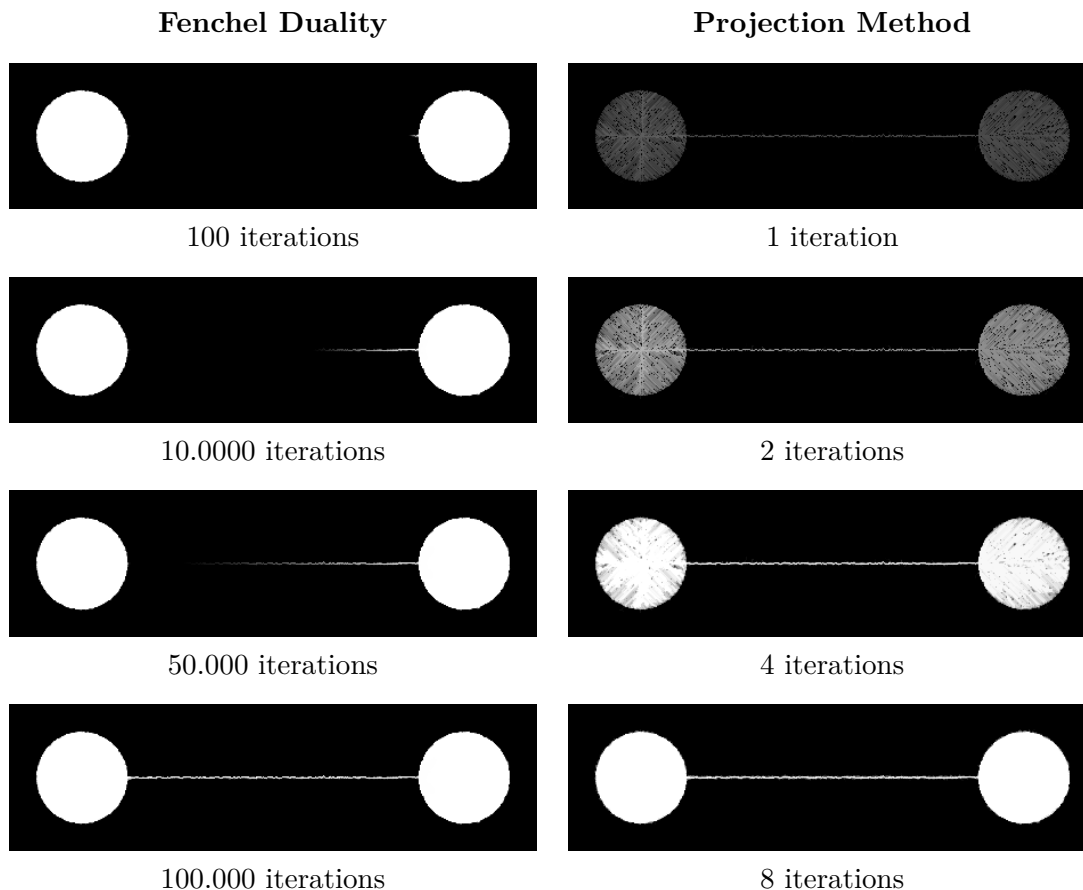 Fenchel Duality    Projection Method
100 iterations    1 iteration
10.0000 iterations    2 iterations
50.000 iterations    4 iterations
100.000 iterations    8 iterations